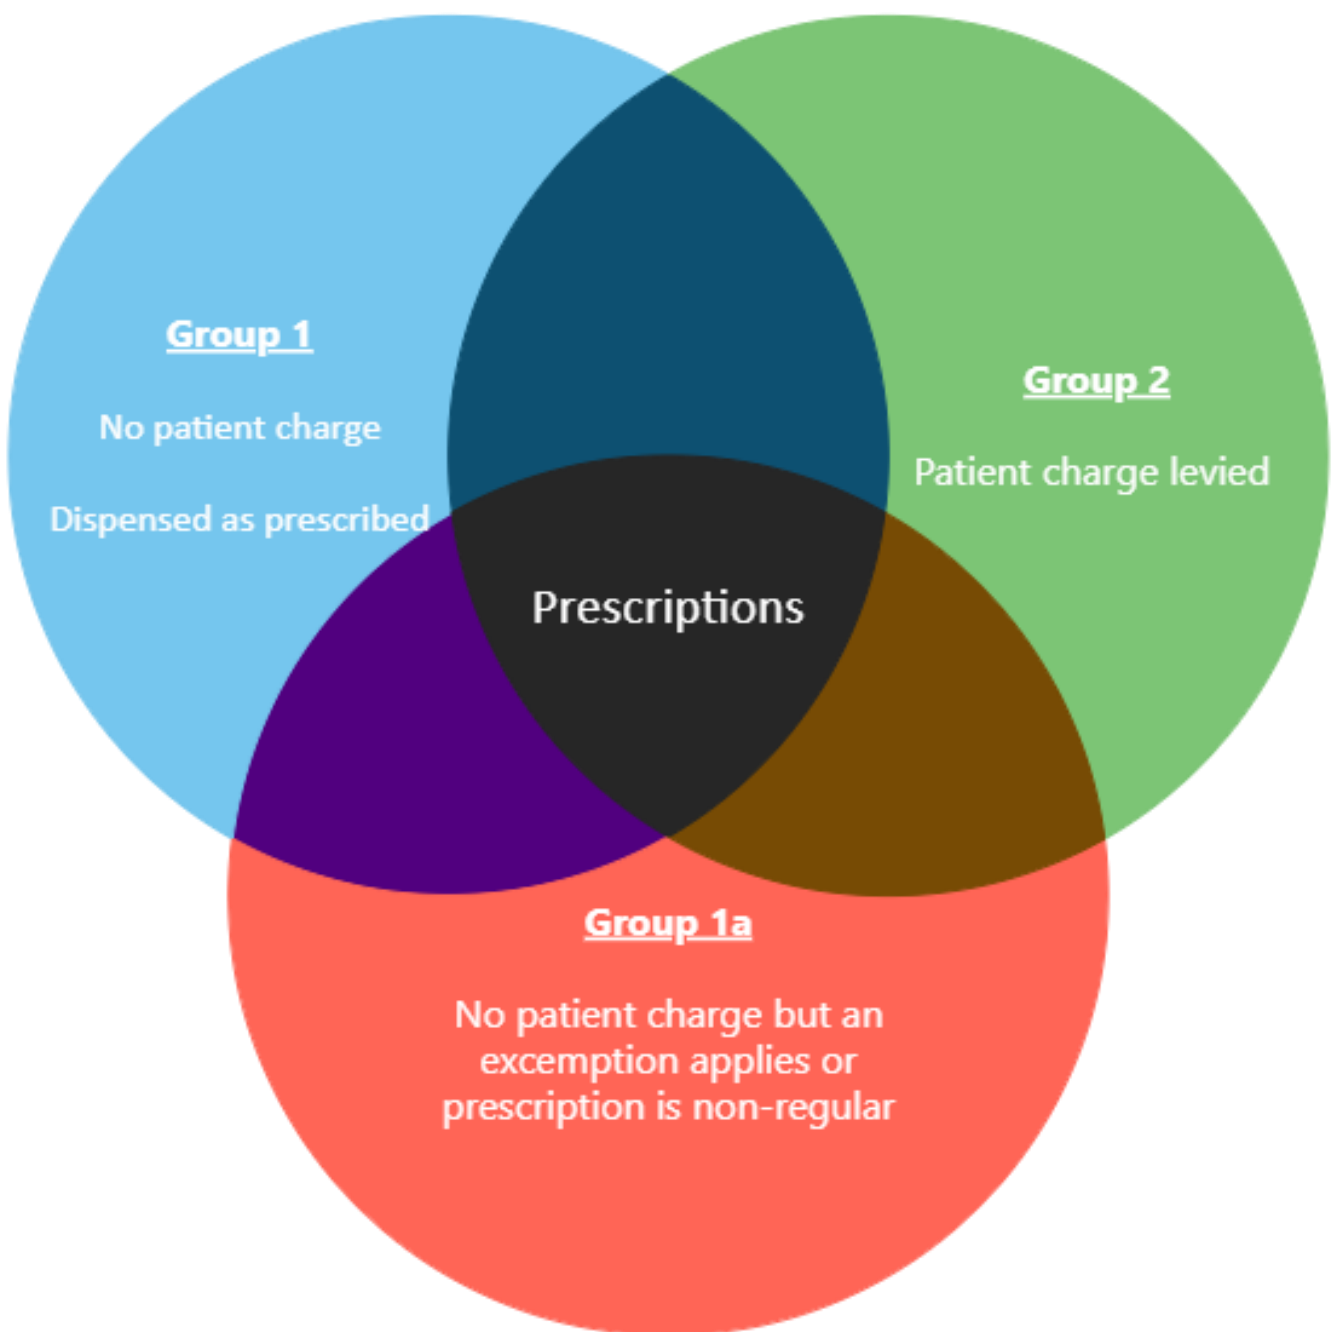 Group 1
No patient charge
Dispensed as prescribed
Group 2
Patient charge levied
Prescriptions
Group 1a
No patient charge but an
excemption applies or
prescription is non-regular